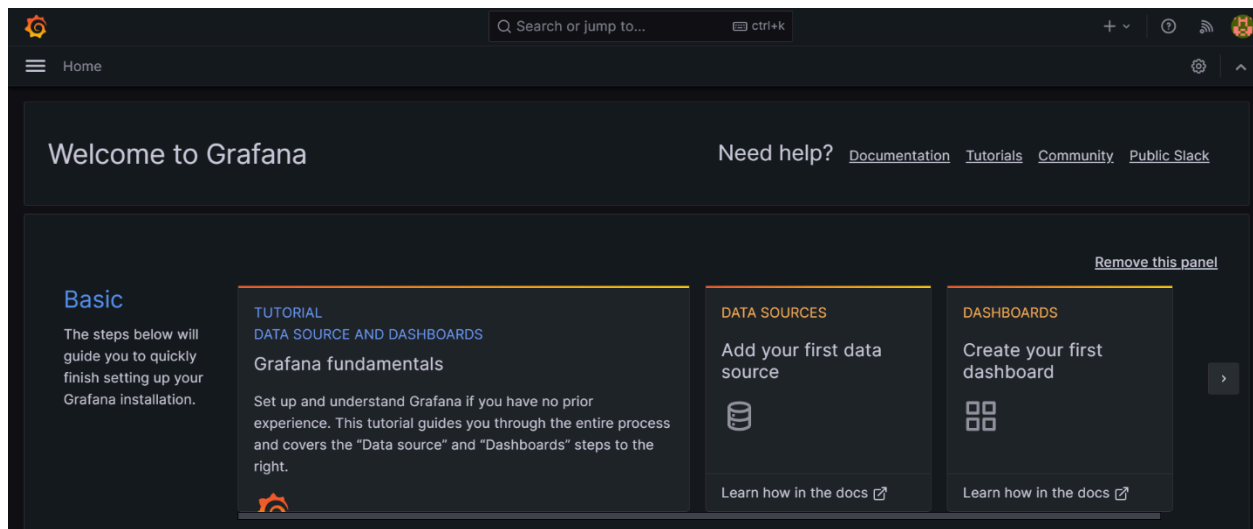 Search or jump to... ctrl+k
Home
Welcome to Grafana
Need help? Documentation Tutorials Community Public Slack
Remove this panel
Basic
The steps below will
guide you to quickly
finish setting up your
Grafana installation.
TUTORIAL
DATA SOURCE AND DASHBOARDS
Grafana fundamentals
Set up and understand Grafana if you have no prior
experience. This tutorial guides you through the entire process
and covers the “Data source” and “Dashboards” steps to the
right.
DATA SOURCES
Add your first data
source
Learn how in the docs
DASHBOARDS
Create your first
dashboard
Learn how in the docs